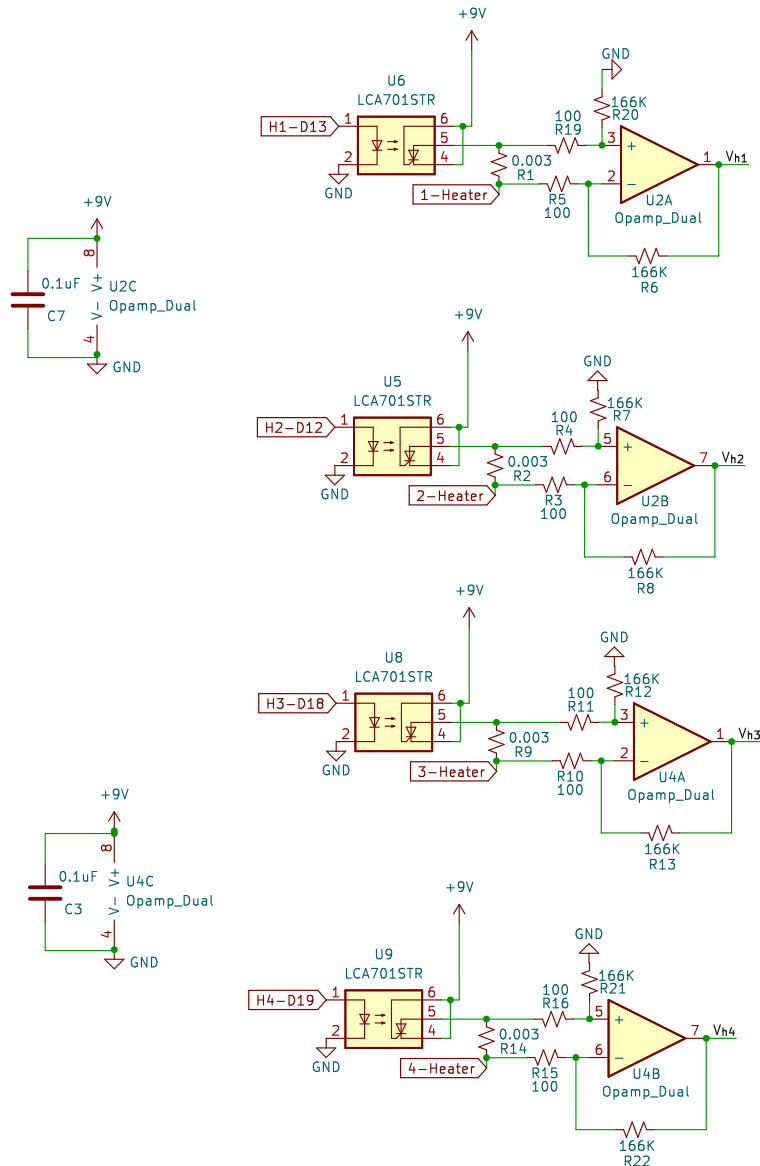 +9V
GND
U6
LCA701STR
166K
R20
100
R19
H1-D13
1
6
5
2
4
3
+
1
Vh1
0.003
R1
GND
1-Heater
2
-
R5
100
U2A
Opamp_Dual
166K
R6
+9V
8
V+
0.1uF
U2C
C7
V-
Opamp_Dual
4
GND
+9V
GND
U5
LCA701STR
166K
R7
100
R4
H2-D12
1
6
5
2
4
5
+
7
Vh2
0.003
R2
GND
2-Heater
6
-
R3
100
U2B
Opamp_Dual
166K
R8
+9V
GND
U8
LCA701STR
166K
R12
100
R11
H3-D18
1
6
5
2
4
3
+
1
Vh3
0.003
R9
GND
3-Heater
2
-
R10
100
U4A
Opamp_Dual
166K
R13
+9V
8
V+
0.1uF
U4C
C3
V-
Opamp_Dual
4
GND
+9V
GND
U9
LCA701STR
166K
R21
100
R16
H4-D19
1
6
5
2
4
5
+
7
Vh4
0.003
R14
GND
4-Heater
6
-
R15
100
U4B
Opamp_Dual
166K
R22